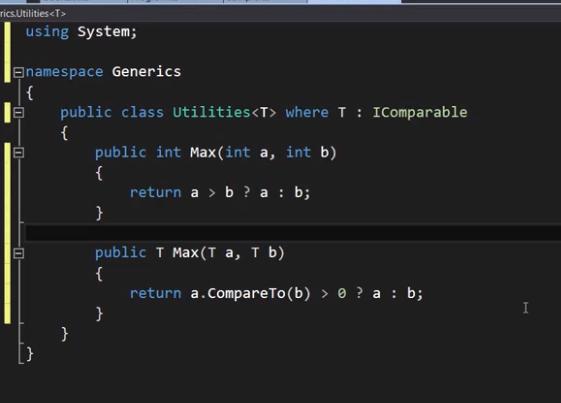 rics.Utilities<T>
using System;
namespace Generics
{
public class Utilities<T> where T : IComparable
{
public int Max(int a, int b)
{
return a > b ? a : b;
}
public T Max(T a, T b)
{
return a.CompareTo(b) > 0 ? a : b;
}
}
}